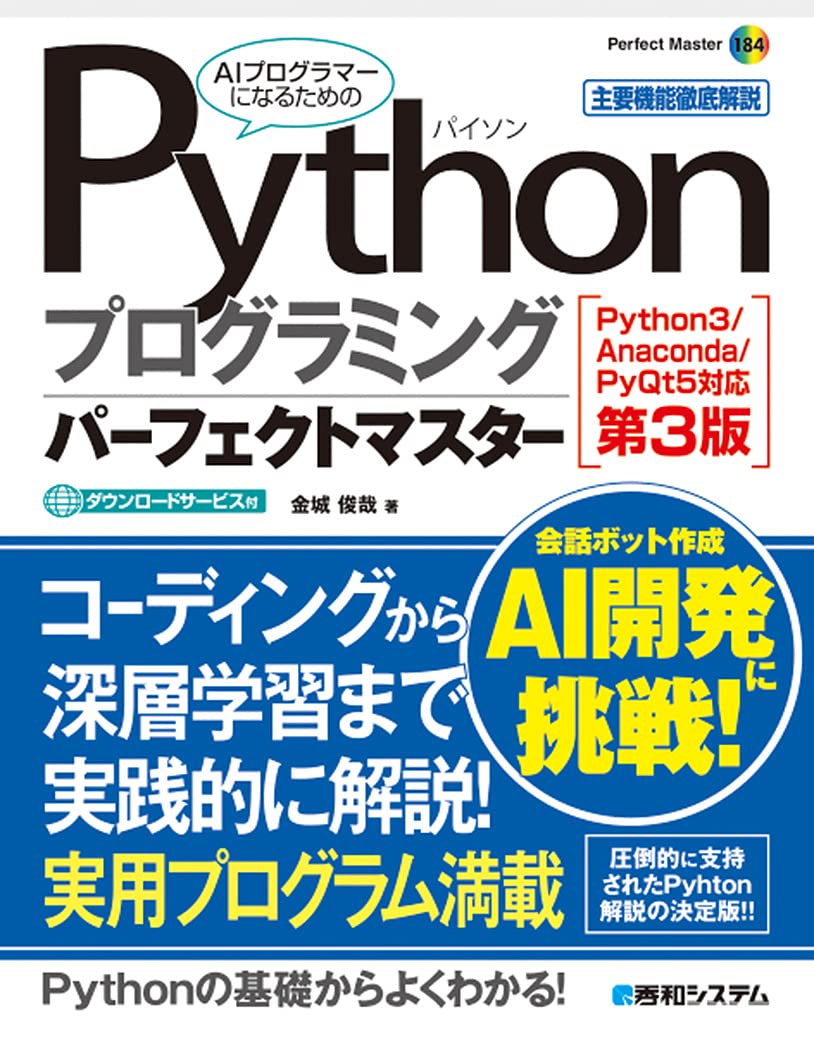 Perfect Master 184
AIプログラマー
になるための
主要機能徹底解説
パイソン
Python
プログラミング
パーフェクトマスター
Python3/
Anaconda/
PyQt5対応
第3版
ダウンロードサービス付
金城 俊哉 著
会話ボット作成
AI開発に
挑戦!
コーディングから
深層学習まで
実践的に解説!
実用プログラム満載
圧倒的に支持
されたPyhton
解説の決定版!!
Pythonの基礎からよくわかる!
秀和システム